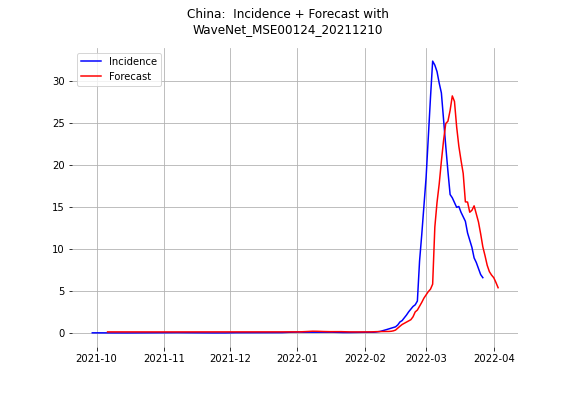 China:  Incidence + Forecast with
WaveNet_MSE00124_20211210
Incidence
Forecast
30
25
20
15
10
5
0
2021-10 2021-11 2021-12 2022-01 2022-02 2022-03 2022-04